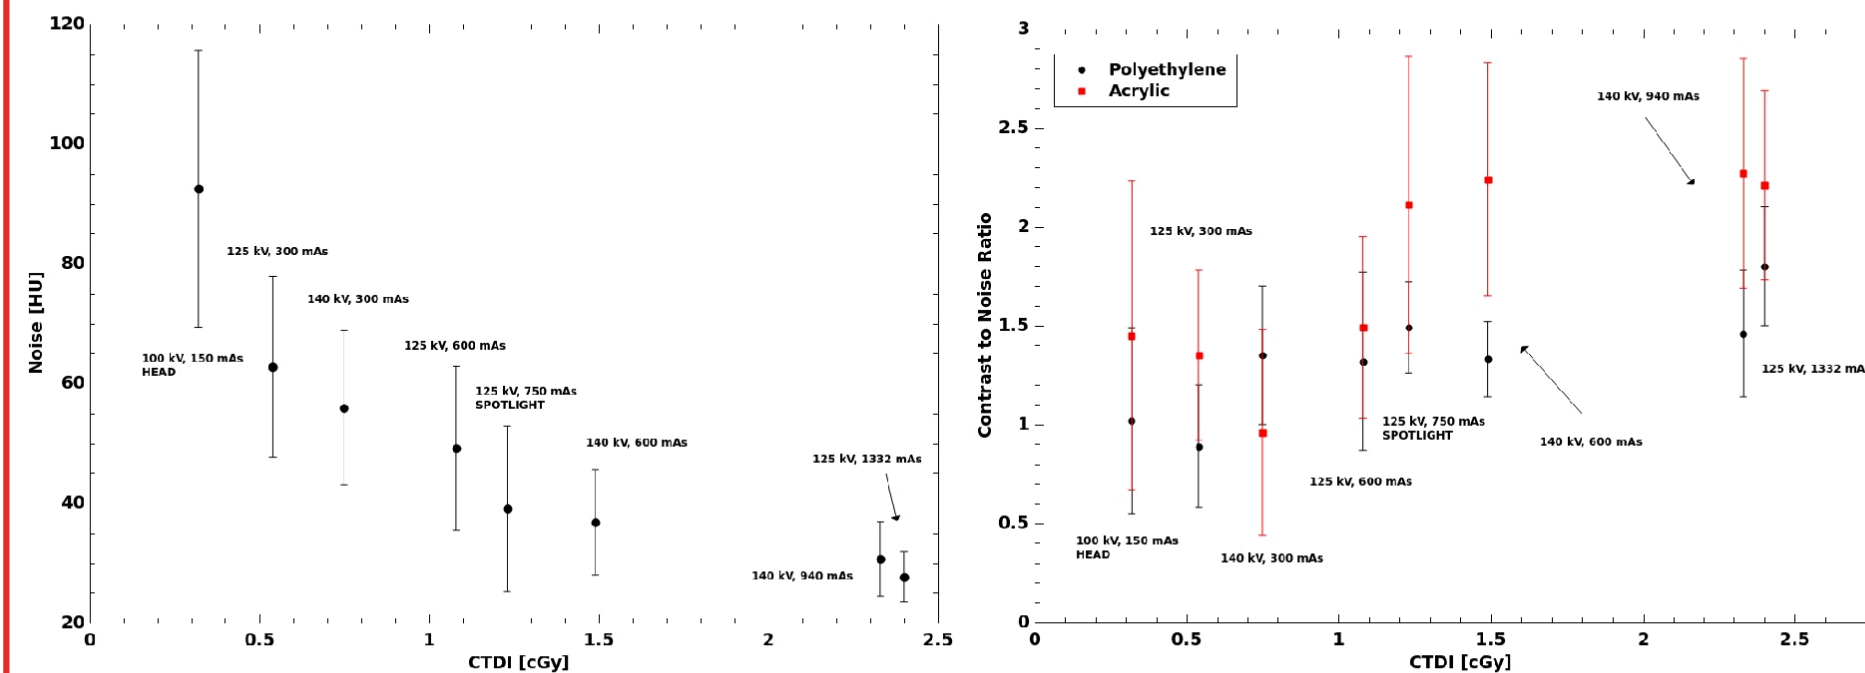 120
100
80
60
40
20
0
0.5
1
1.5
2
2.5
Noise [HU]
CTDI [cGy]
125 kV, 300 mAs
140 kV, 300 mAs
100 kV, 150 mAs
HEAD
125 kV, 600 mAs
125 kV, 750 mAs
SPOTLIGHT
140 kV, 600 mAs
125 kV, 1332 mAs
140 kV, 940 mAs
3
2.5
2
1.5
1
0.5
0
0
0.5
1
1.5
2
2.5
Contrast to Noise Ratio
CTDI [cGy]
Polyethylene
Acrylic
140 kV, 940 mAs
125 kV, 300 mAs
125 kV, 1332 mA
125 kV, 750 mAs
SPOTLIGHT
140 kV, 600 mAs
125 kV, 600 mAs
100 kV, 150 mAs
HEAD
140 kV, 300 mAs